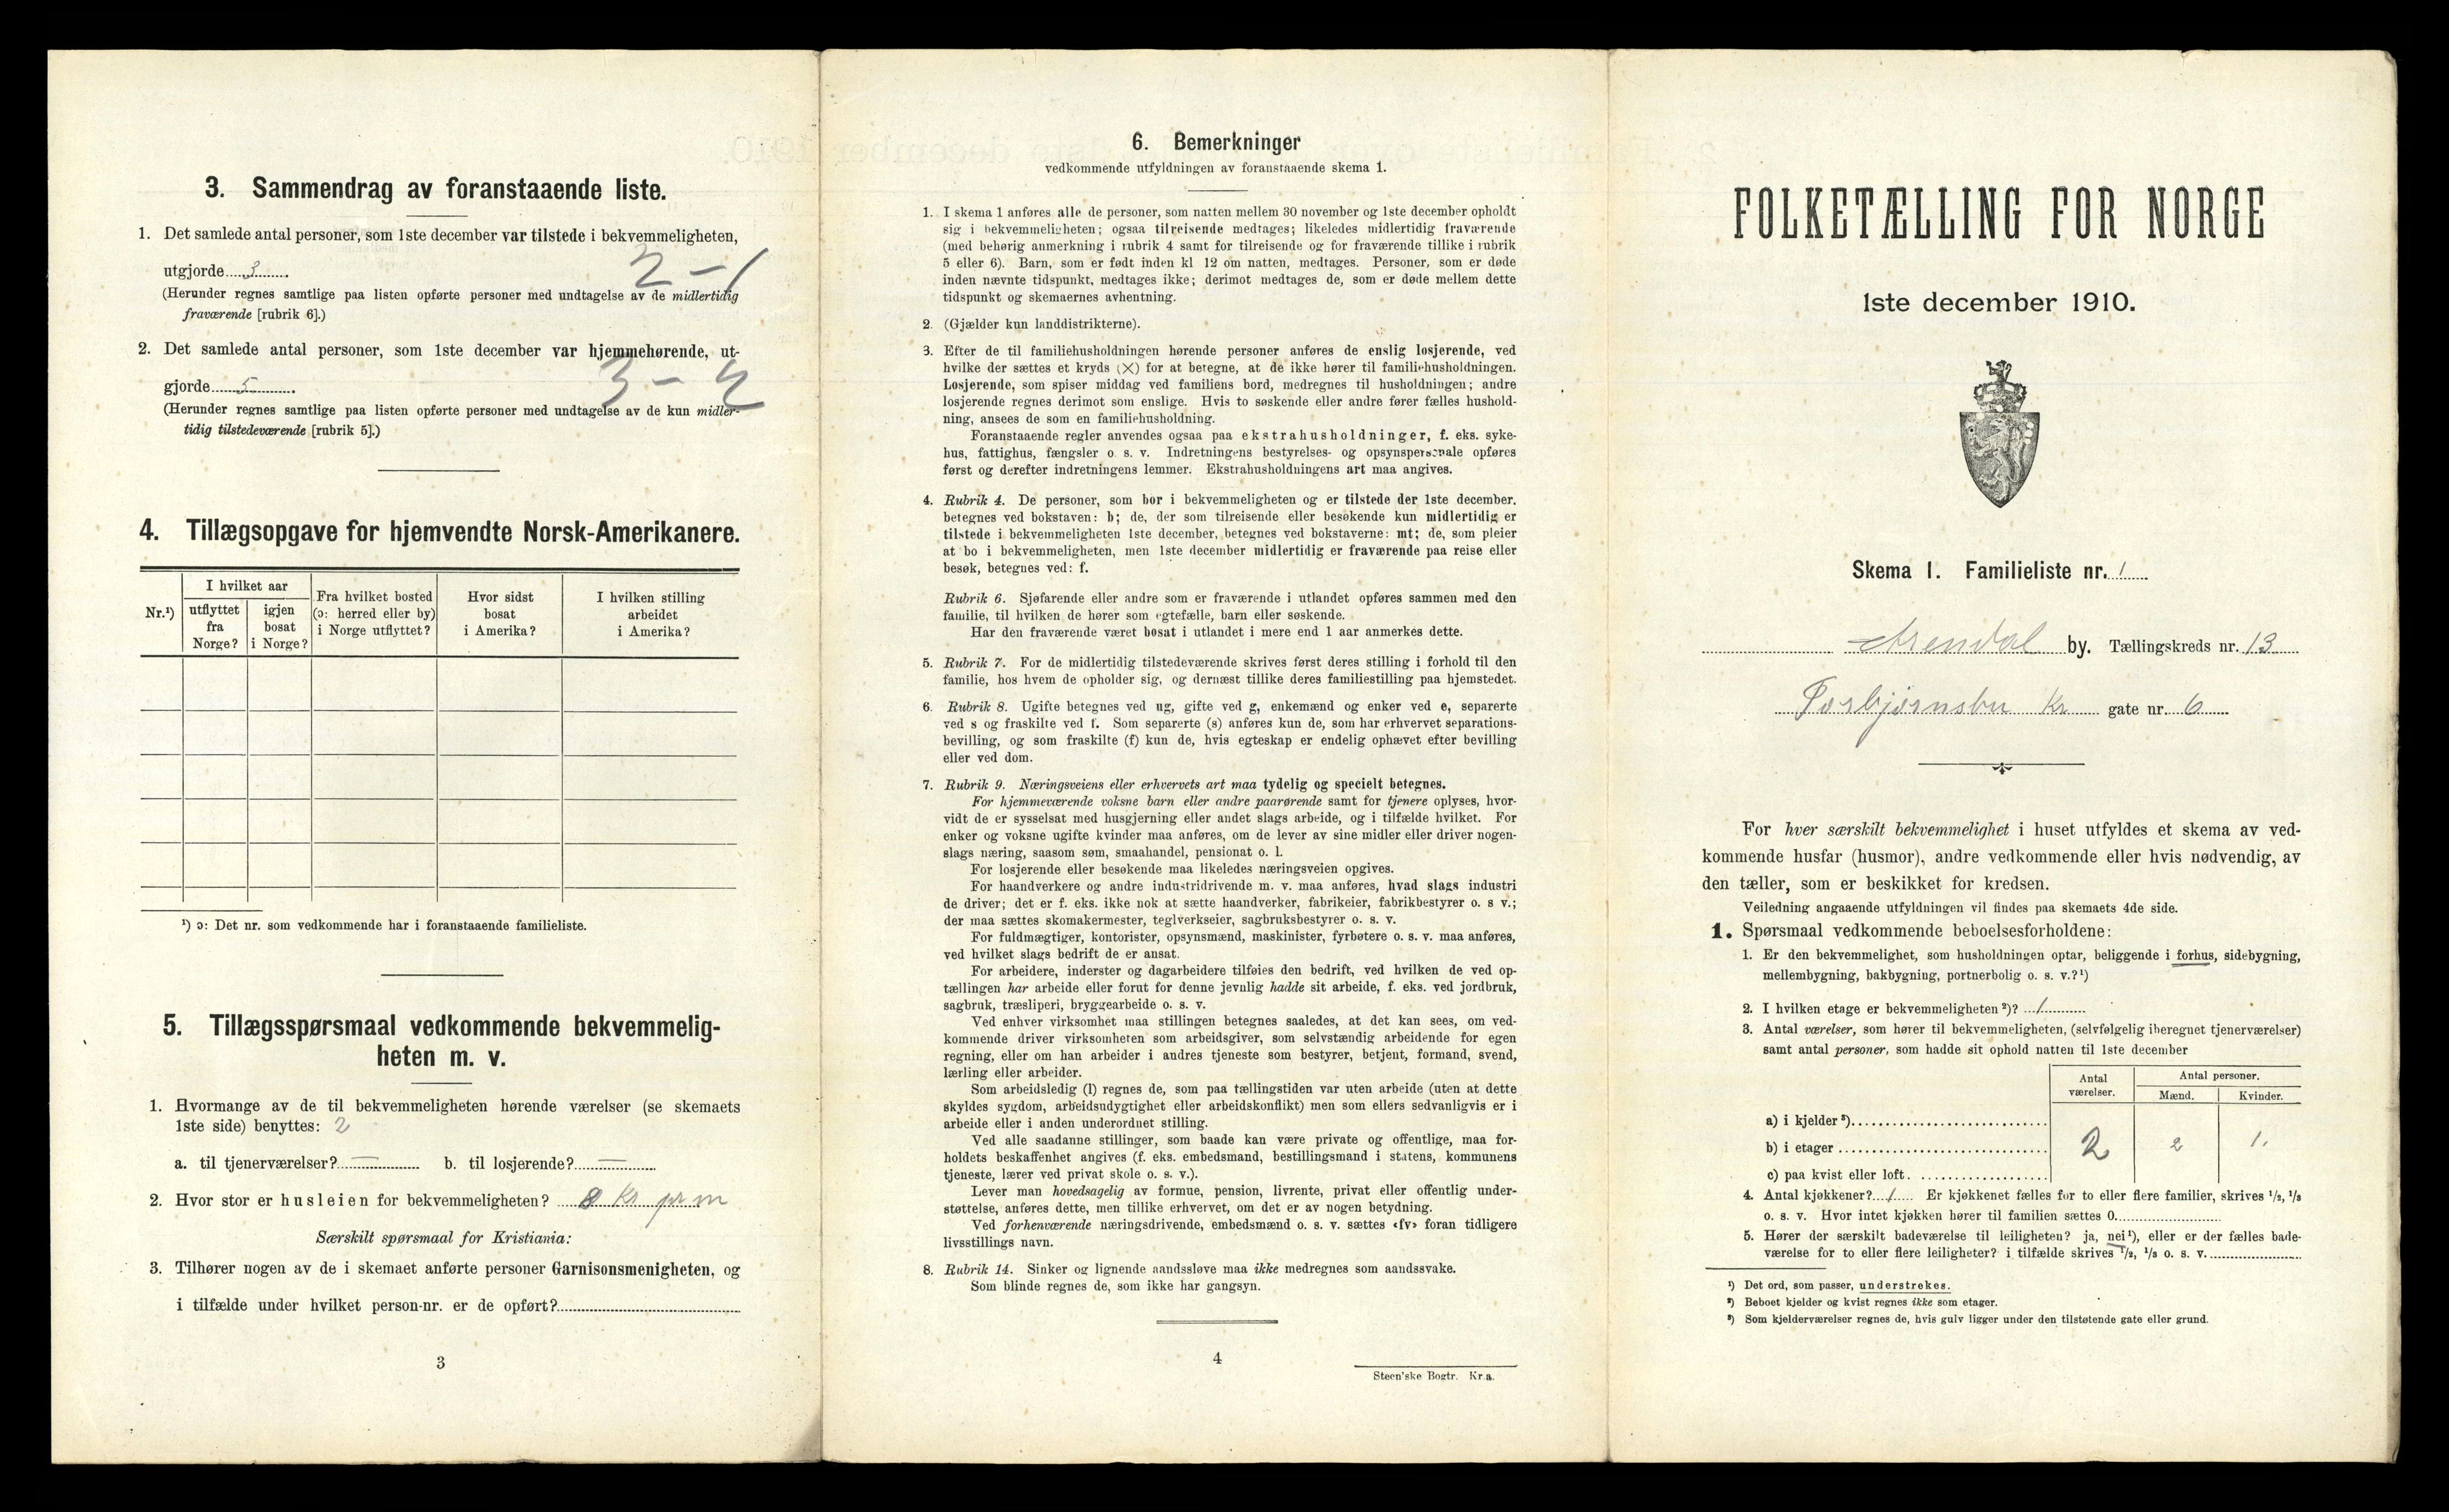 3. Sammendrag av foranstaaende liste.
1. Det samlede antal personer, som 1ste december var tilstede i bekvemmeligheten,
utgjorde 3
2 – 1
(Herunder regnes samtlige paa listen opførte personer med undtagelse av de midlertidig
fraværende [rubrik 6].)
2. Det samlede antal personer, som 1ste december var hjemmehørende, ut-
gjorde 5
3 – 2
(Herunder regnes samtlige paa listen opførte personer med undtagelse av de kun midler-
tidig tilstedeværende [rubrik 5].)
4. Tillægsopgave for hjemvendte Norsk-Amerikanere.
Nr.¹)
I hvilket aar
utflyttet fra Norge?
igjen bosat i Norge?
Fra hvilket bosted (ɔ: herred eller by) i Norge utflyttet?
Hvor sidst bosat i Amerika?
I hvilken stilling arbeidet i Amerika?
¹) ɔ: Det nr. som vedkommende har i foranstaaende familieliste.
5. Tillægsspørsmaal vedkommende bekvemmelig-
heten m. v.
1. Hvormange av de til bekvemmeligheten hørende værelser (se skemaets
1ste side) benyttes: 2
a. til tjenerværelser? — b. til losjerende? —
2. Hvor stor er husleien for bekvemmeligheten? 8 Kr pr m
Særskilt spørsmaal for Kristiania:
3. Tilhører nogen av de i skemaet anførte personer Garnisonsmenigheten, og
i tilfælde under hvilket person-nr. er de opført?
3
6. Bemerkninger
vedkommende utfyldningen av foranstaaende skema 1.
1. I skema 1 anføres alle de personer, som natten mellem 30 november og 1ste december opholdt
sig i bekvemmeligheten; ogsaa tilreisende medtages; likeledes midlertidig fraværende
(med behørig anmerkning i rubrik 4 samt for tilreisende og for fraværende tillike i rubrik
5 eller 6). Barn, som er født inden kl 12 om natten, medtages. Personer, som er døde
inden nævnte tidspunkt, medtages ikke; derimot medtages de, som er døde mellem dette
tidspunkt og skemaernes avhentning.
2. (Gjælder kun landdistrikterne).
3. Efter de til familiehusholdningen hørende personer anføres de enslig losjerende, ved
hvilke der sættes et kryds (×) for at betegne, at de ikke hører til familiehusholdningen.
Losjerende, som spiser middag ved familiens bord, medregnes til husholdningen; andre
losjerende regnes derimot som enslige. Hvis to søskende eller andre fører fælles hushold-
ning, ansees de som en familiehusholdning.
Foranstaaende regler anvendes ogsaa paa ekstrahusholdninger, f. eks. syke-
hus, fattighus, fængsler o. s. v. Indretningens bestyrelses- og opsynspersonale opføres
først og derefter indretningens lemmer. Ekstrahusholdningens art maa angives.
4. Rubrik 4. De personer, som bor i bekvemmeligheten og er tilstede der 1ste december,
betegnes ved bokstaven: b; de, der som tilreisende eller besøkende kun midlertidig er
tilstede i bekvemmeligheten 1ste december, betegnes ved bokstaverne: mt; de, som pleier
at bo i bekvemmeligheten, men 1ste december midlertidig er fraværende paa reise eller
besøk, betegnes ved: f.
Rubrik 6. Sjøfarende eller andre som er fraværende i utlandet opføres sammen med den
familie, til hvilken de hører som egtefælle, barn eller søskende.
Har den fraværende været bosat i utlandet i mere end 1 aar anmerkes dette.
5. Rubrik 7. For de midlertidig tilstedeværende skrives først deres stilling i forhold til den
familie, hos hvem de opholder sig, og dernæst tillike deres familiestilling paa hjemstedet.
6. Rubrik 8. Ugifte betegnes ved ug, gifte ved g, enkemænd og enker ved e, separerte
ved s og fraskilte ved f. Som separerte (s) anføres kun de, som har erhvervet separations-
bevilling, og som fraskilte (f) kun de, hvis egteskap er endelig ophævet efter bevilling
eller ved dom.
7. Rubrik 9. Næringsveiens eller erhvervets art maa tydelig og specielt betegnes.
For hjemmeværende voksne barn eller andre paarørende samt for tjenere oplyses, hvor-
vidt de er sysselsat med husgjerning eller andet slags arbeide, og i tilfælde hvilket. For
enker og voksne ugifte kvinder maa anføres, om de lever av sine midler eller driver nogen-
slags næring, saasom søm, smaahandel, pensionat o. l.
For losjerende eller besøkende maa likeledes næringsveien opgives.
For haandverkere og andre industridrivende m. v. maa anføres, hvad slags industri
de driver; det er f. eks. ikke nok at sætte haandverker, fabrikeier, fabrikbestyrer o. s v.;
der maa sættes skomakermester, teglverkseier, sagbruksbestyrer o. s. v.
For fuldmægtiger, kontorister, opsynsmænd, maskinister, fyrbøtere o. s. v. maa anføres,
ved hvilket slags bedrift de er ansat.
For arbeidere, inderster og dagarbeidere tilføies den bedrift, ved hvilken de ved op-
tællingen har arbeide eller forut for denne jevnlig hadde sit arbeide, f. eks. ved jordbruk,
sagbruk, træsliperi, bryggearbeide o. s. v.
Ved enhver virksomhet maa stillingen betegnes saaledes, at det kan sees, om ved-
kommende driver virksomheten som arbeidsgiver, som selvstændig arbeidende for egen
regning, eller om han arbeider i andres tjeneste som bestyrer, betjent, formand, svend,
lærling eller arbeider.
Som arbeidsledig (l) regnes de, som paa tællingstiden var uten arbeide (uten at dette
skyldes sygdom, arbeidsudygtighet eller arbeidskonflikt) men som ellers sedvanligvis er i
arbeide eller i anden underordnet stilling.
Ved alle saadanne stillinger, som baade kan være private og offentlige, maa for-
holdets beskaffenhet angives (f. eks. embedsmand, bestillingsmand i statens, kommunens
tjeneste, lærer ved privat skole o. s. v.).
Lever man hovedsagelig av formue, pension, livrente, privat eller offentlig under-
støttelse, anføres dette, men tillike erhvervet, om det er av nogen betydning.
Ved forhenværende næringsdrivende, embedsmænd o. s. v. sættes «fv» foran tidligere
livsstillings navn.
8. Rubrik 14. Sinker og lignende aandssløve maa ikke medregnes som aandssvake.
Som blinde regnes de, som ikke har gangsyn.
4
Steen'ske Bogtr. Kr.a.
FOLKETÆLLING FOR NORGE
1ste december 1910.
Skema 1. Familieliste nr. 1
Arendal by. Tællingskreds nr. 13
Torbjørnsbu Kr gate nr. 6
For hver særskilt bekvemmelighet i huset utfyldes et skema av ved-
kommende husfar (husmor), andre vedkommende eller hvis nødvendig, av
den tæller, som er beskikket for kredsen.
Veiledning angaaende utfyldningen vil findes paa skemaets 4de side.
1. Spørsmaal vedkommende beboelsesforholdene:
1. Er den bekvemmelighet, som husholdningen optar, beliggende i forhus, sidebygning,
mellembygning, bakbygning, portnerbolig o. s. v.?¹)
2. I hvilken etage er bekvemmeligheten²)? 1
3. Antal værelser, som hører til bekvemmeligheten, (selvfølgelig iberegnet tjenerværelser)
samt antal personer, som hadde sit ophold natten til 1ste december
Antal værelser.
Antal personer.
Mænd. Kvinder.
a) i kjelder³)
b) i etager 2 2 1.
c) paa kvist eller loft.
4. Antal kjøkkener? 1 Er kjøkkenet fælles for to eller flere familier, skrives ¹/₂, ¹/₃
o. s. v. Hvor intet kjøkken hører til familien sættes 0.
5. Hører der særskilt badeværelse til leiligheten? ja, nei¹), eller er der fælles bade-
værelse for to eller flere leiligheter? i tilfælde skrives ¹/₂, ¹/₃ o. s. v.
¹) Det ord, som passer, understrekes.
²) Beboet kjelder og kvist regnes ikke som etager.
³) Som kjelderværelser regnes de, hvis gulv ligger under den tilstøtende gate eller grund.